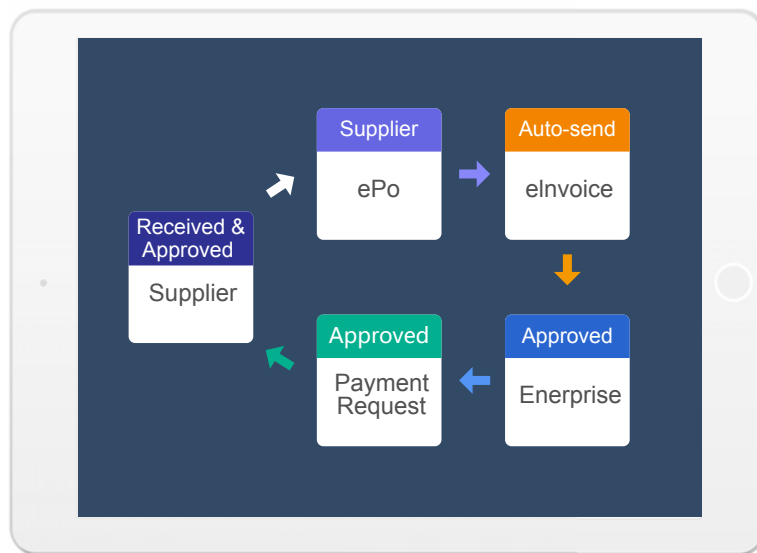 Supplier
ePo
Auto-send
eInvoice
Received &
Approved
Supplier
Approved
Payment
Request
Approved
Enerprise